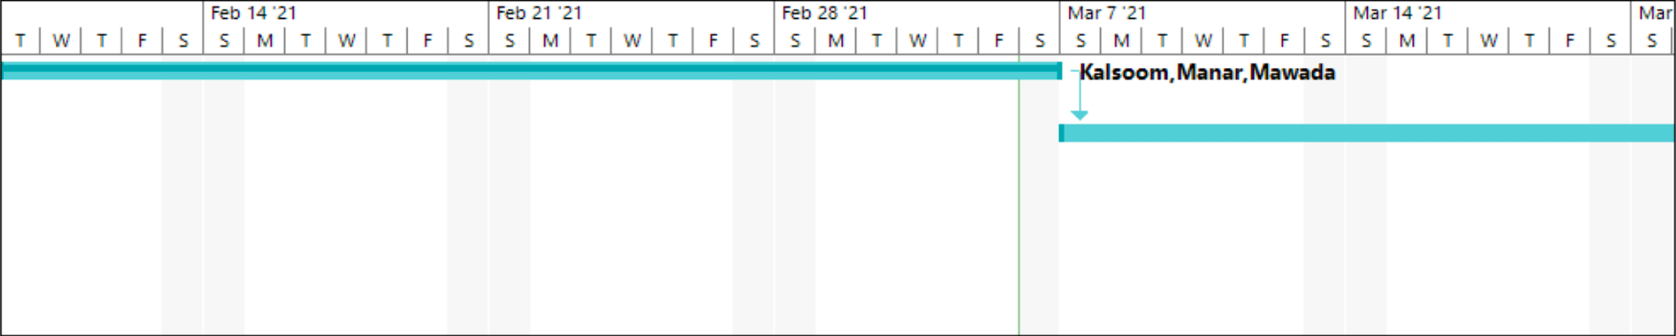 Feb 14 '21 Feb 21 '21 Feb 28 '21 Mar 7 '21 Mar 14 '21 Mar
T W T F S S M T W T F S S M T W T F S S M T W T F S S M T W T F S S M T W T F S S
Kalsoom,Manar,Mawada